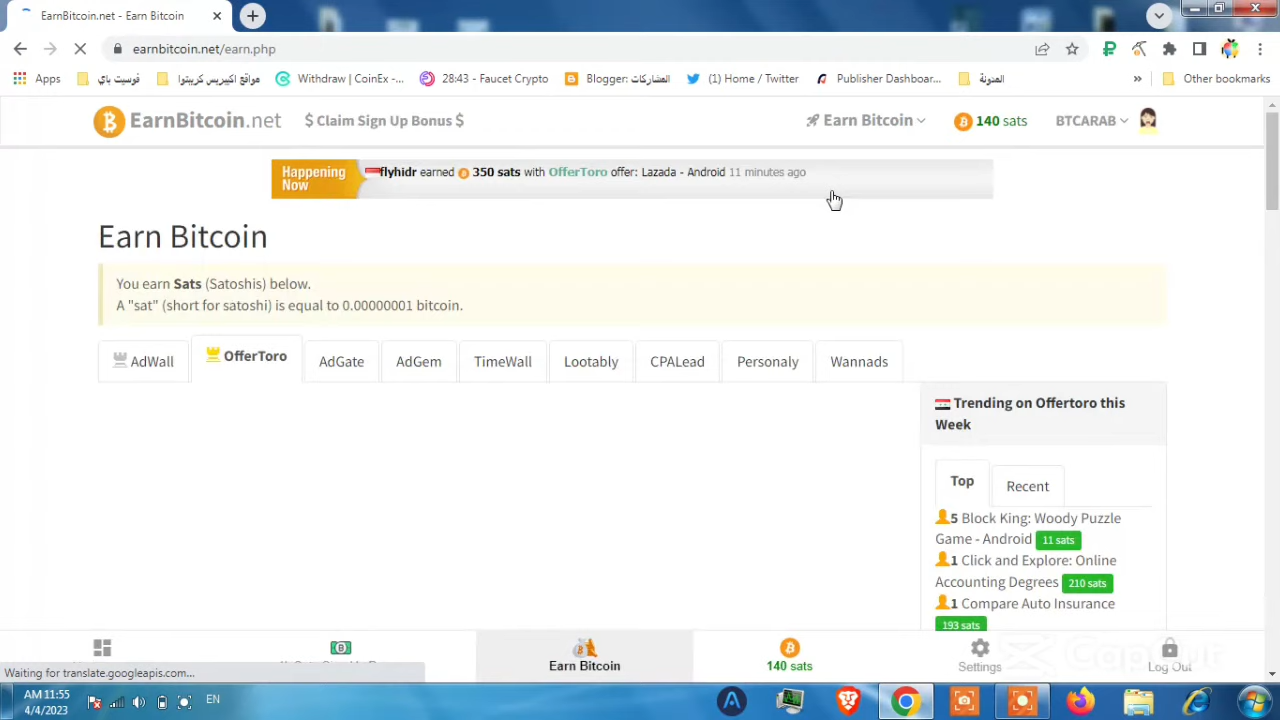 EarnBitcoin.net - Earn Bitcoin
earnbitcoin.net/earn.php
Apps فوسيت باي مواقع اكبيريس كريبتوا Withdraw | CoinEx -... 28:43 - Faucet Crypto Blogger: المشاركات (1) Home / Twitter Publisher Dashboar... المدونة » Other bookmarks
EarnBitcoin.net $ Claim Sign Up Bonus $ Earn Bitcoin 140 sats BTCARAB
Happening Now
flyhidr earned 350 sats with OfferToro offer: Lazada - Android 11 minutes ago
Earn Bitcoin
You earn Sats (Satoshis) below.
A "sat" (short for satoshi) is equal to 0.00000001 bitcoin.
AdWall OfferToro AdGate AdGem TimeWall Lootably CPALead Personaly Wannads
Trending on Offertoro this
Week
Top Recent
5 Block King: Woody Puzzle
Game - Android 11 sats
1 Click and Explore: Online
Accounting Degrees 210 sats
1 Compare Auto Insurance
193 sats
Earn Bitcoin 140 sats Settings Log Out
CapCut
Waiting for translate.googleapis.com...
AM 11:55
4/4/2023
EN